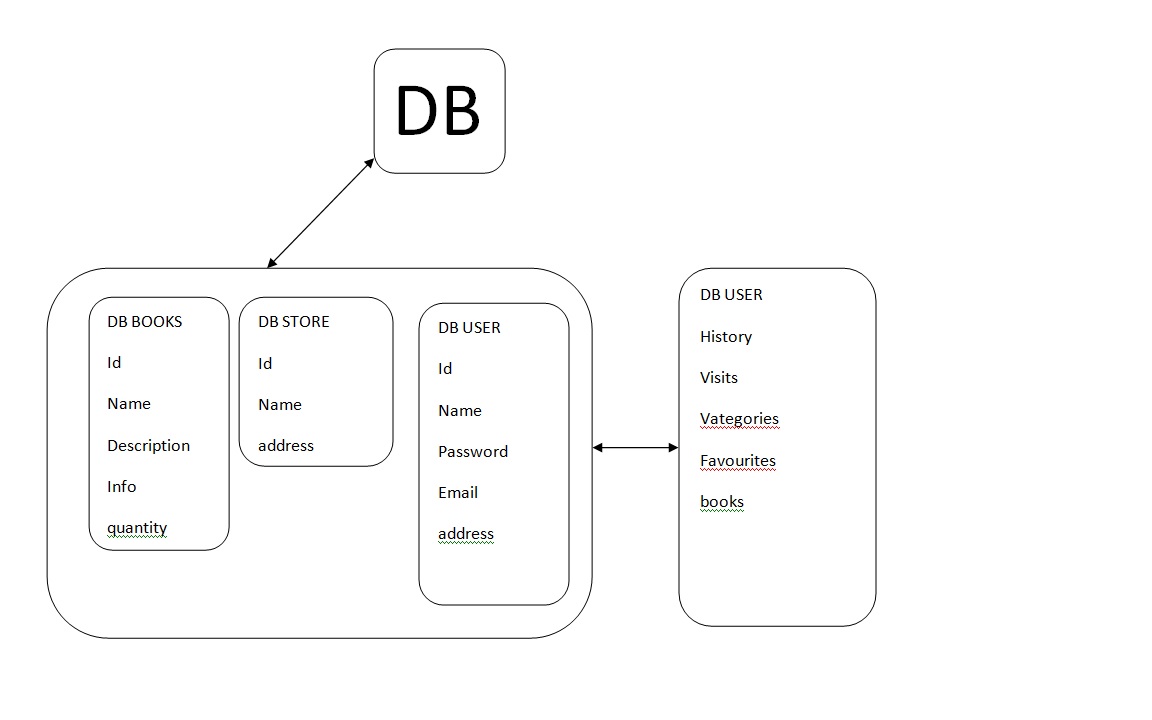 DB
DB BOOKS
Id
Name
Description
Info
quantity
DB STORE
Id
Name
address
DB USER
Id
Name
Password
Email
address
DB USER
History
Visits
Vategories
Favourites
books